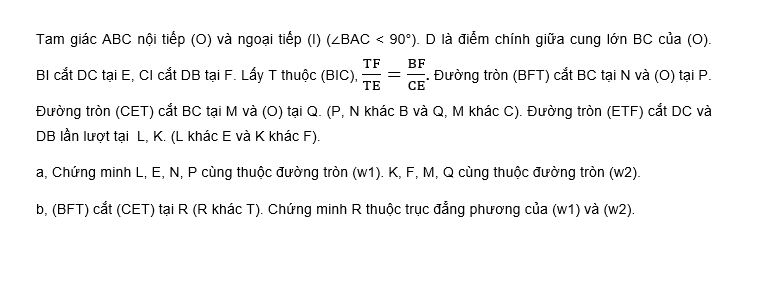 Tam giác ABC nội tiếp (O) và ngoại tiếp (I) (∠BAC < 90°). D là điểm chính giữa cung lớn BC của (O).
BI cắt DC tại E, CI cắt DB tại F. Lấy T thuộc (BIC), TF/TE = BF/CE. Đường tròn (BFT) cắt BC tại N và (O) tại P.
Đường tròn (CET) cắt BC tại M và (O) tại Q. (P, N khác B và Q, M khác C). Đường tròn (ETF) cắt DC và
DB lần lượt tại L, K. (L khác E và K khác F).
a, Chứng minh L, E, N, P cùng thuộc đường tròn (w1). K, F, M, Q cùng thuộc đường tròn (w2).
b, (BFT) cắt (CET) tại R (R khác T). Chứng minh R thuộc trục đẳng phương của (w1) và (w2).